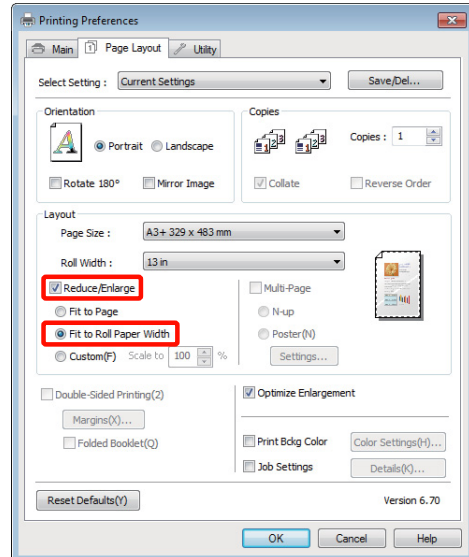 Printing Preferences
Main Page Layout Utility
Select Setting : Current Settings Save/Del...
Orientation
Portrait Landscape
Rotate 180° Mirror Image
Copies
Copies : 1
Collate Reverse Order
Layout
Page Size : A3+ 329 x 483 mm
Roll Width : 13 in
Reduce/Enlarge
Fit to Page
Fit to Roll Paper Width
Custom(F) Scale to 100 %
Multi-Page
N-up
Poster(N)
Settings...
Double-Sided Printing(2)
Margins(X)...
Folded Booklet(Q)
Optimize Enlargement
Print Bckg Color Color Settings(H)...
Job Settings Details(K)...
Reset Defaults(Y) Version 6.70
OK Cancel Help